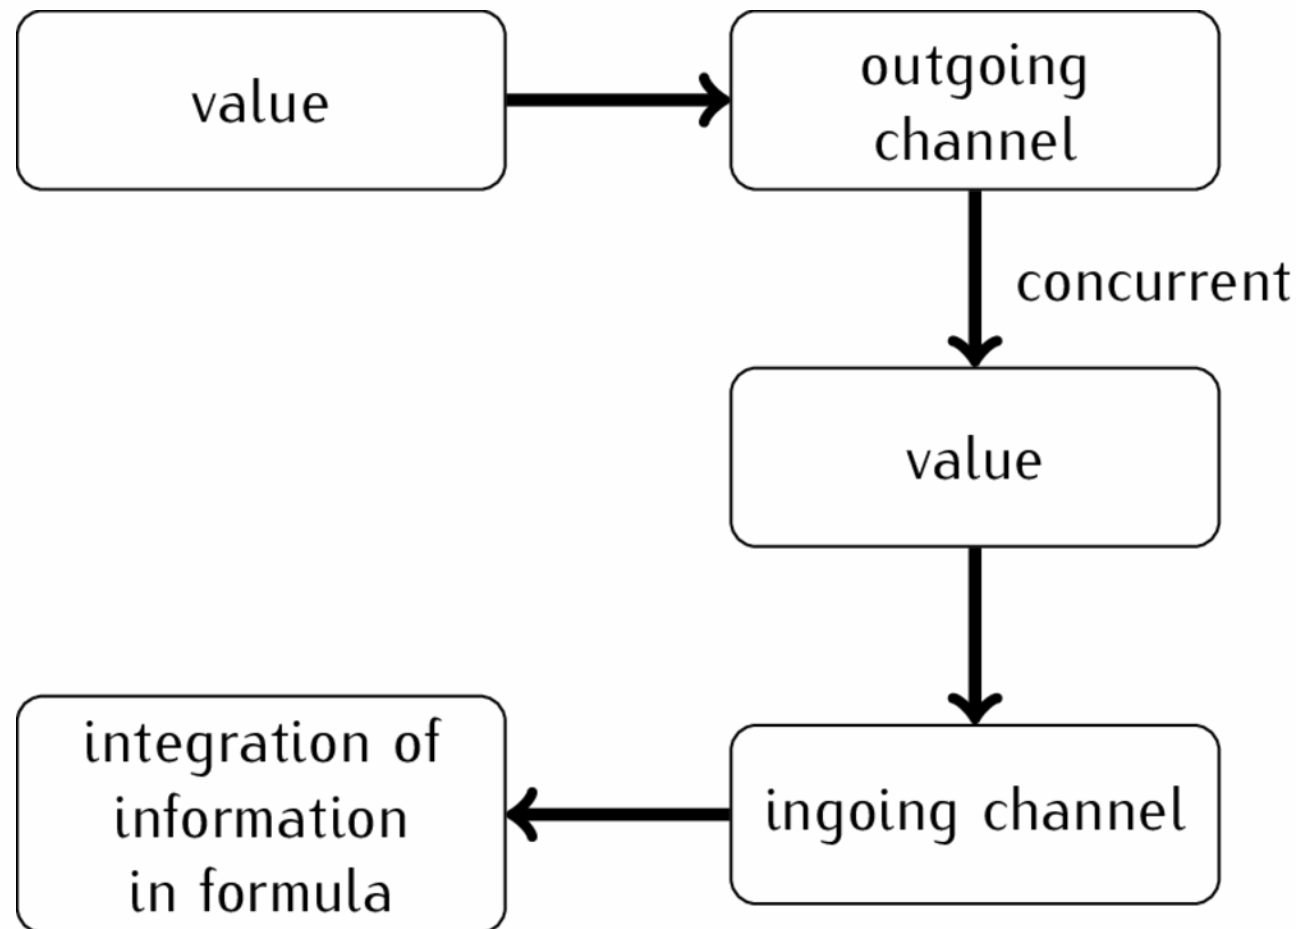 value
outgoing
channel
concurrent
value
ingoing channel
integration of
information
in formula